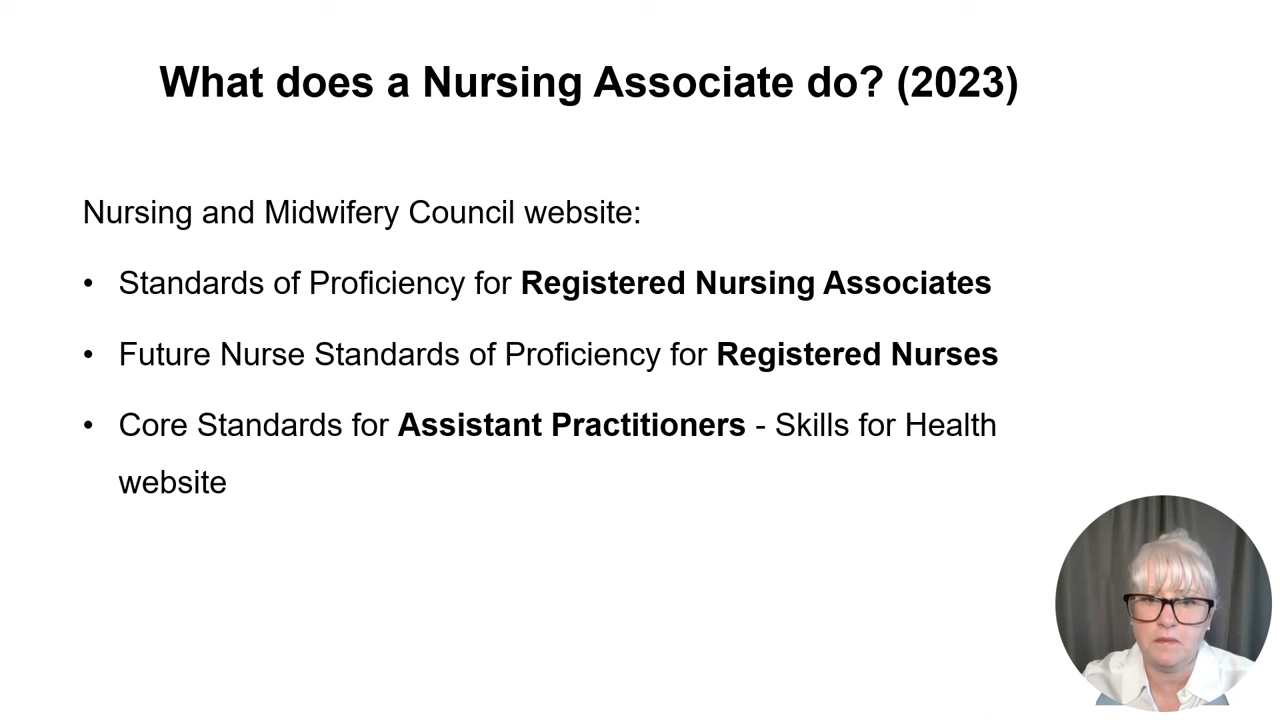 What does a Nursing Associate do? (2023)
Nursing and Midwifery Council website:
• Standards of Proficiency for Registered Nursing Associates
• Future Nurse Standards of Proficiency for Registered Nurses
• Core Standards for Assistant Practitioners - Skills for Health
website